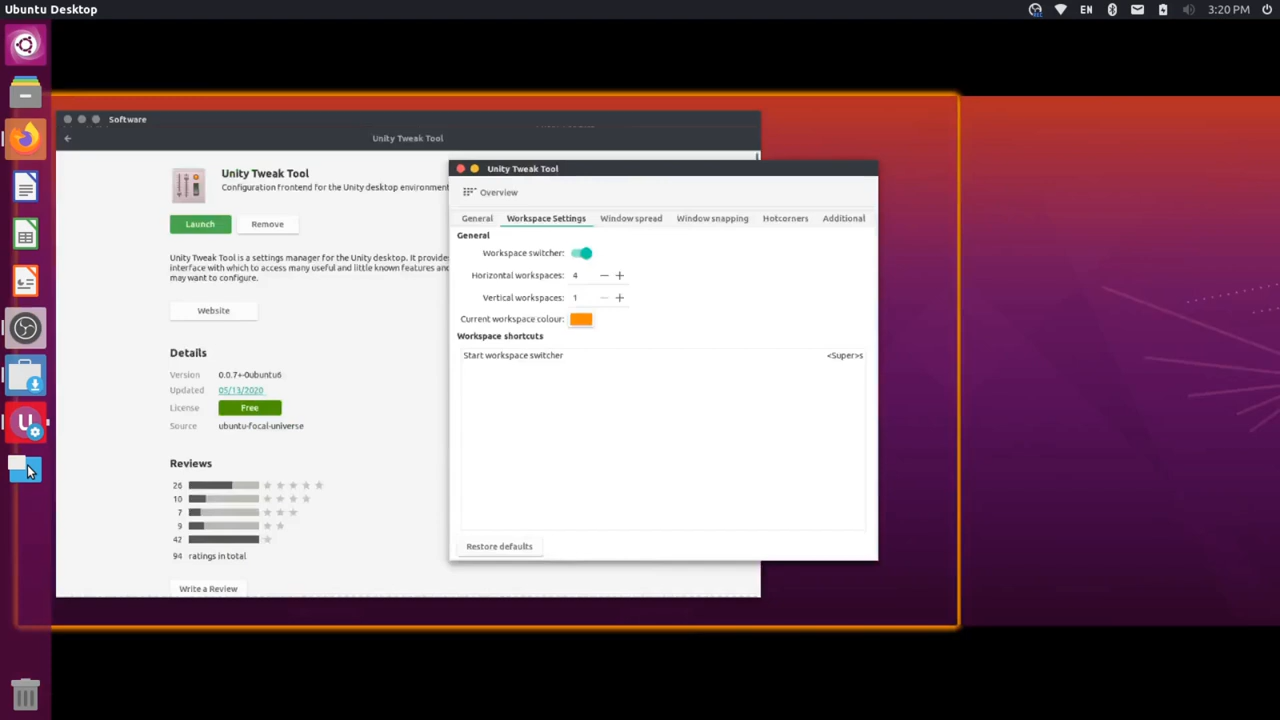 Ubuntu Desktop
EN
3:20 PM
Software
Unity Tweak Tool
Unity Tweak Tool
Configuration frontend for the Unity desktop environment
Launch
Remove
Unity Tweak Tool is a settings manager for the Unity desktop. It provides
interface with which to access many useful and little known features and
may want to configure.
Website
Details
Version 0.0.7+-0ubuntu6
Updated 05/13/2020
License Free
Source ubuntu-focal-universe
Reviews
26
10
7
9
42
94 ratings in total
Write a Review
Unity Tweak Tool
Overview
General Workspace Settings Window spread Window snapping Hotcorners Additional
General
Workspace switcher:
Horizontal workspaces: 4 − +
Vertical workspaces: 1 − +
Current workspace colour:
Workspace shortcuts
Start workspace switcher <Super>s
Restore defaults